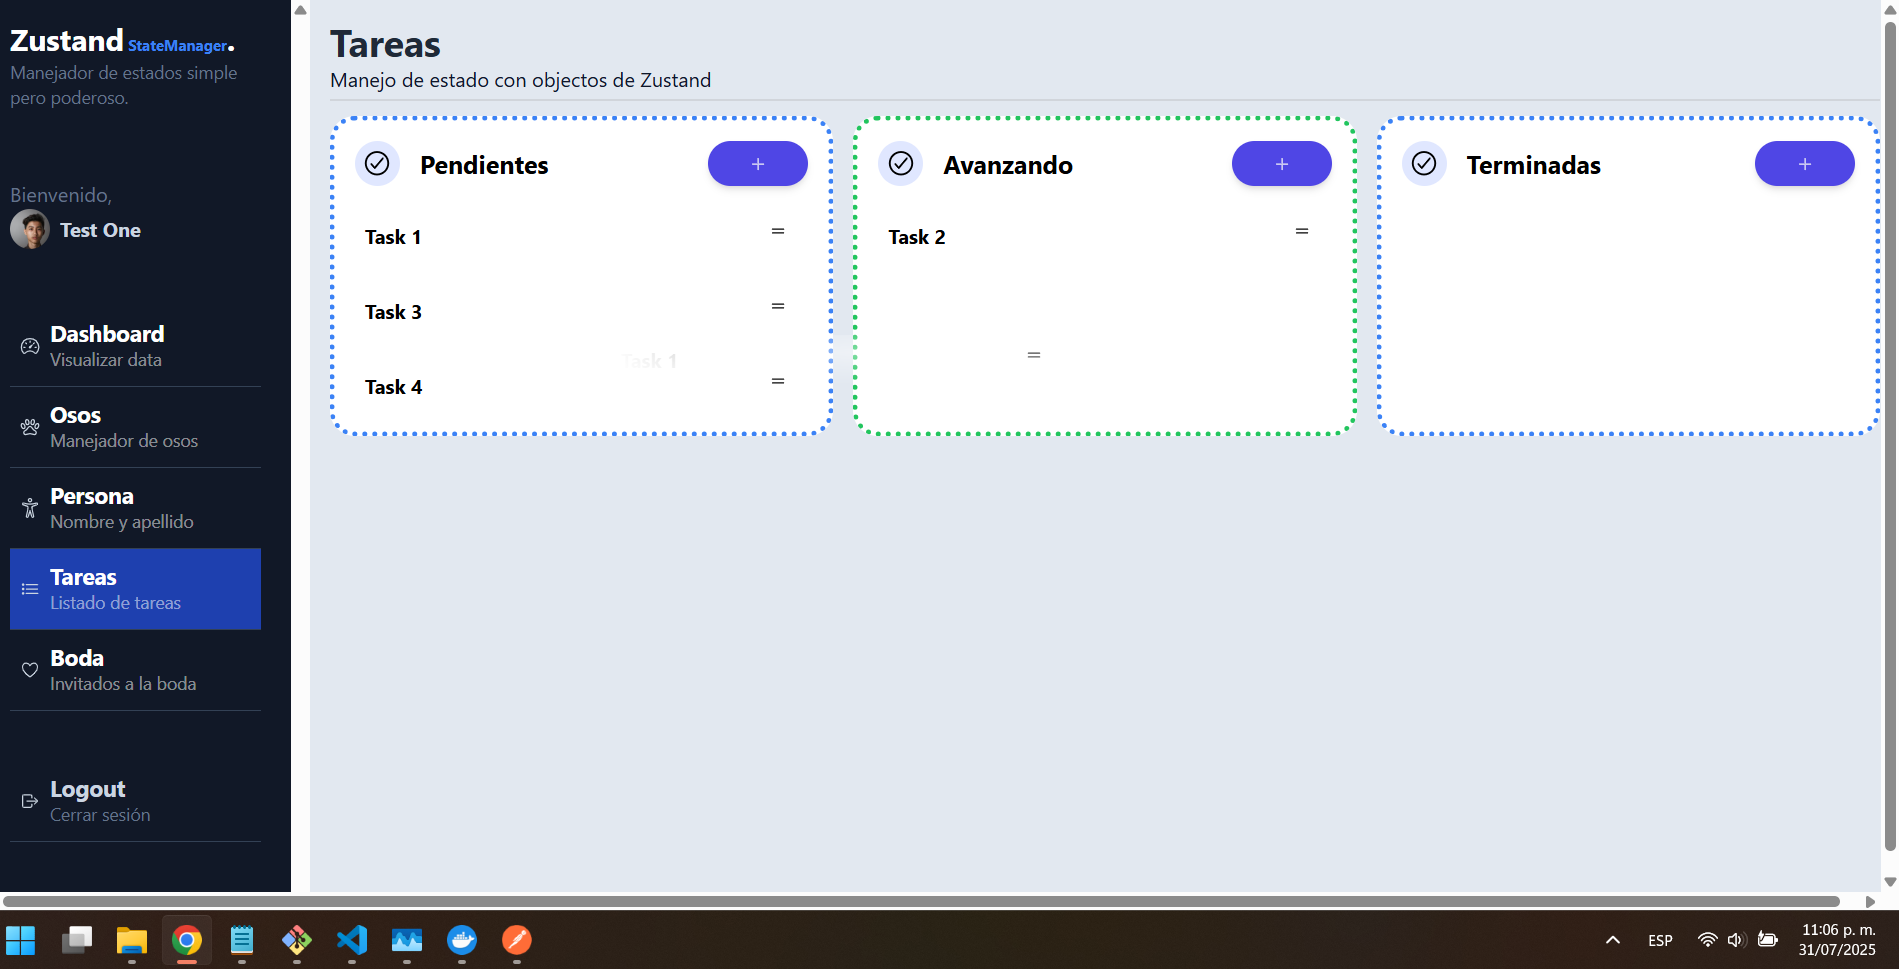 Zustand StateManager.
Manejador de estados simple
pero poderoso.
Bienvenido,
Test One
Dashboard
Visualizar data
Osos
Manejador de osos
Persona
Nombre y apellido
Tareas
Listado de tareas
Boda
Invitados a la boda
Logout
Cerrar sesión
Tareas
Manejo de estado con objectos de Zustand
Pendientes
+
Task 1
Task 3
Task 1
Task 4
Avanzando
+
Task 2
Terminadas
+
ESP
11:06 p. m.
31/07/2025